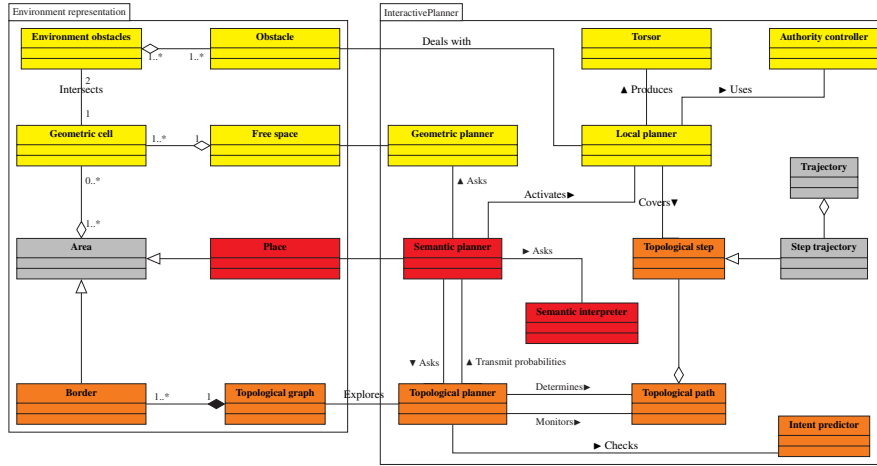 Environment representation
InteractivePlanner
Environment obstacles
Obstacle
Torsor
Authority controller
1..*
1..*
Deals with
2
Intersects
1
▲ Produces
► Uses
Geometric cell
Free space
Geometric planner
Local planner
1..*
1
0..*
1..*
▲ Asks
Activates►
Covers▼
Trajectory
Area
Place
Semantic planner
Topological step
Step trajectory
► Asks
Semantic interpreter
▼ Asks
▲ Transmit probabilities
Border
Topological graph
Topological planner
Topological path
1..*
1
Explores
Determines►
Monitors►
Intent predictor
► Checks